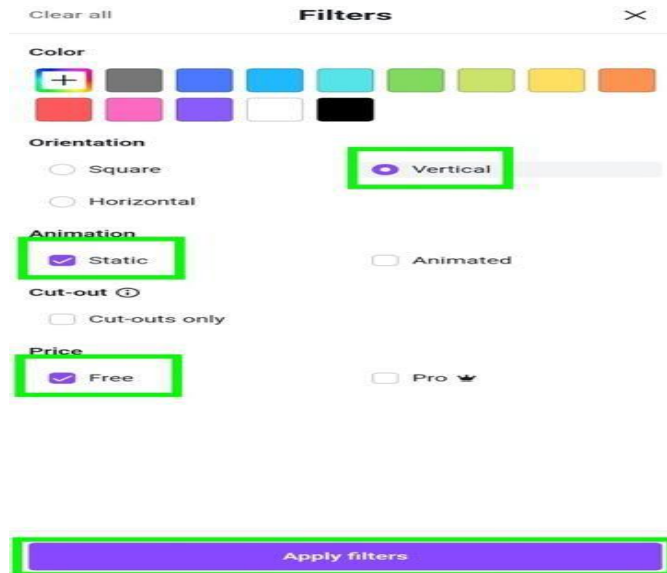 Clear all Filters
Color
Orientation
Square Vertical
Horizontal
Animation
Static Animated
Cut-out
Cut-outs only
Price
Free Pro
Apply filters